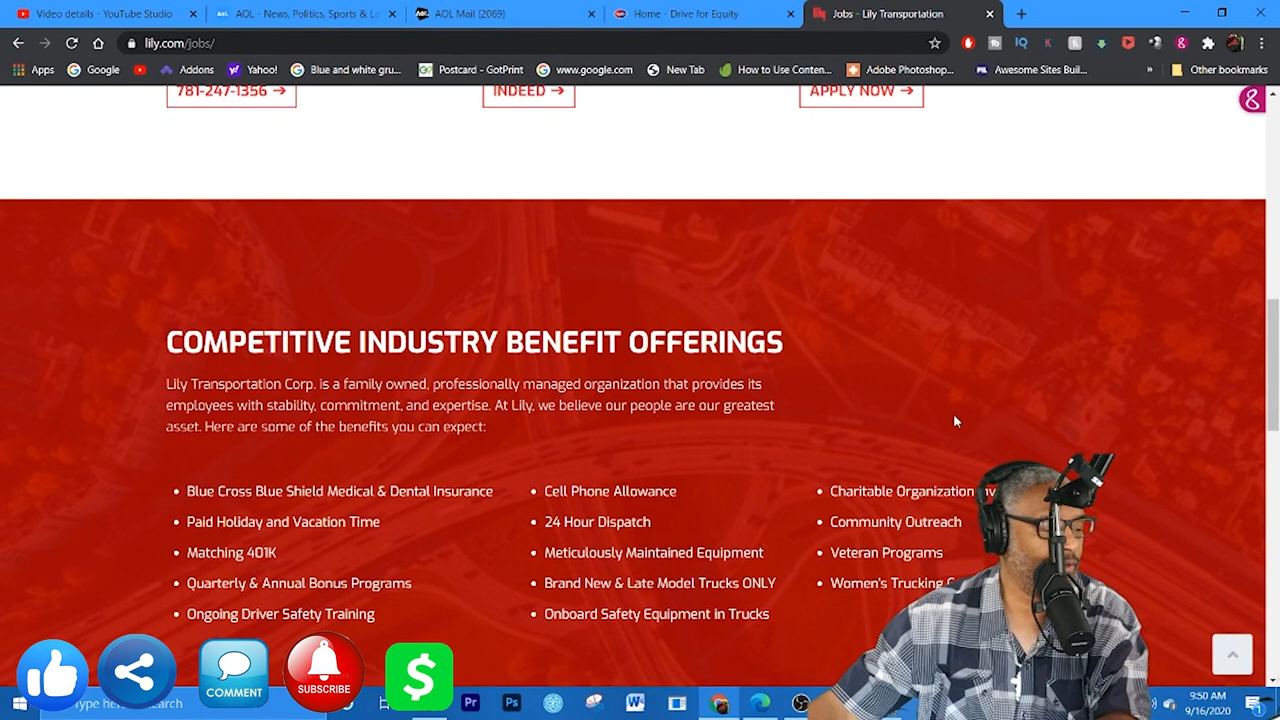 Video details - YouTube Studio
AOL - News, Politics, Sports & La
AOL Mail (2069)
Home - Drive for Equity
Jobs - Lily Transportation
lily.com/jobs/
Apps
Google
Addons
Yahoo!
Blue and white gru...
Postcard - GotPrint
www.google.com
New Tab
How to Use Conten...
Adobe Photoshop...
Awesome Sites Buil...
Other bookmarks
781-247-1356 →
INDEED →
APPLY NOW →
COMPETITIVE INDUSTRY BENEFIT OFFERINGS
Lily Transportation Corp. is a family owned, professionally managed organization that provides its
employees with stability, commitment, and expertise. At Lily, we believe our people are our greatest
asset. Here are some of the benefits you can expect:
• Blue Cross Blue Shield Medical & Dental Insurance
• Paid Holiday and Vacation Time
• Matching 401K
• Quarterly & Annual Bonus Programs
• Ongoing Driver Safety Training
• Cell Phone Allowance
• 24 Hour Dispatch
• Meticulously Maintained Equipment
• Brand New & Late Model Trucks ONLY
• Onboard Safety Equipment in Trucks
• Charitable Organization
• Community Outreach
• Veteran Programs
• Women's Trucking
COMMENT
SUBSCRIBE
$
Type here search
Pr
Ps
W
9:50 AM
9/16/2020